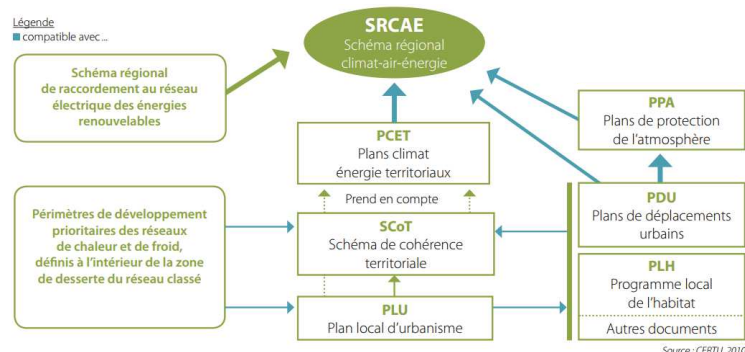 Légende
compatible avec ...
SRCAE
Schéma régional
climat-air-énergie
Schéma régional
de raccordement au réseau
électrique des énergies
renouvelables
PPA
Plans de protection
de l'atmosphère
PCET
Plans climat
énergie territoriaux
Prend en compte
PDU
Plans de déplacements
urbains
Périmètres de développement
prioritaires des réseaux
de chaleur et de froid,
définis à l'intérieur de la zone
de desserte du réseau classé
SCoT
Schéma de cohérence
territoriale
PLH
Programme local
de l'habitat
Autres documents
PLU
Plan local d'urbanisme
Source : CERTU, 2010